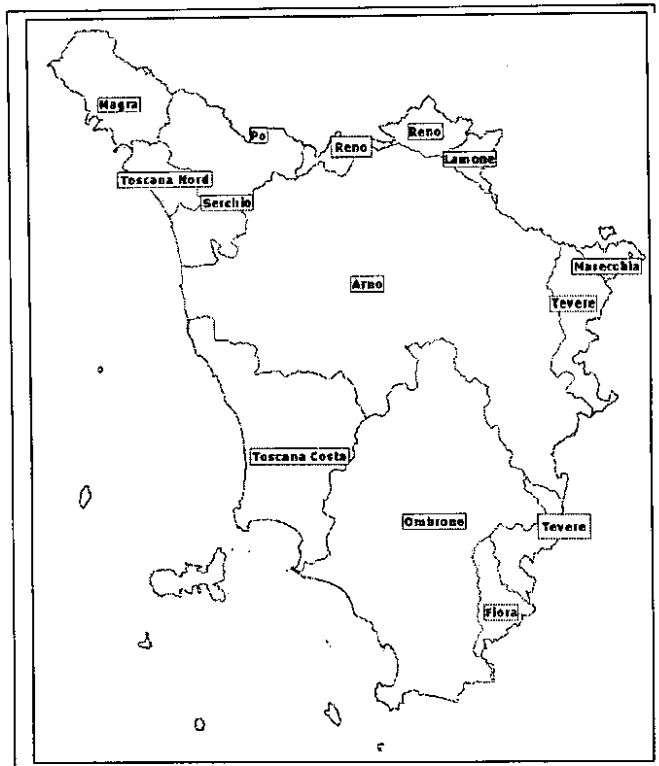 Magra
Po
Reno
Reno
Lamone
Toscana Nord
Serchio
Marecchia
Arno
Tevere
Toscana Costa
Ombrone
Tevere
Fiora